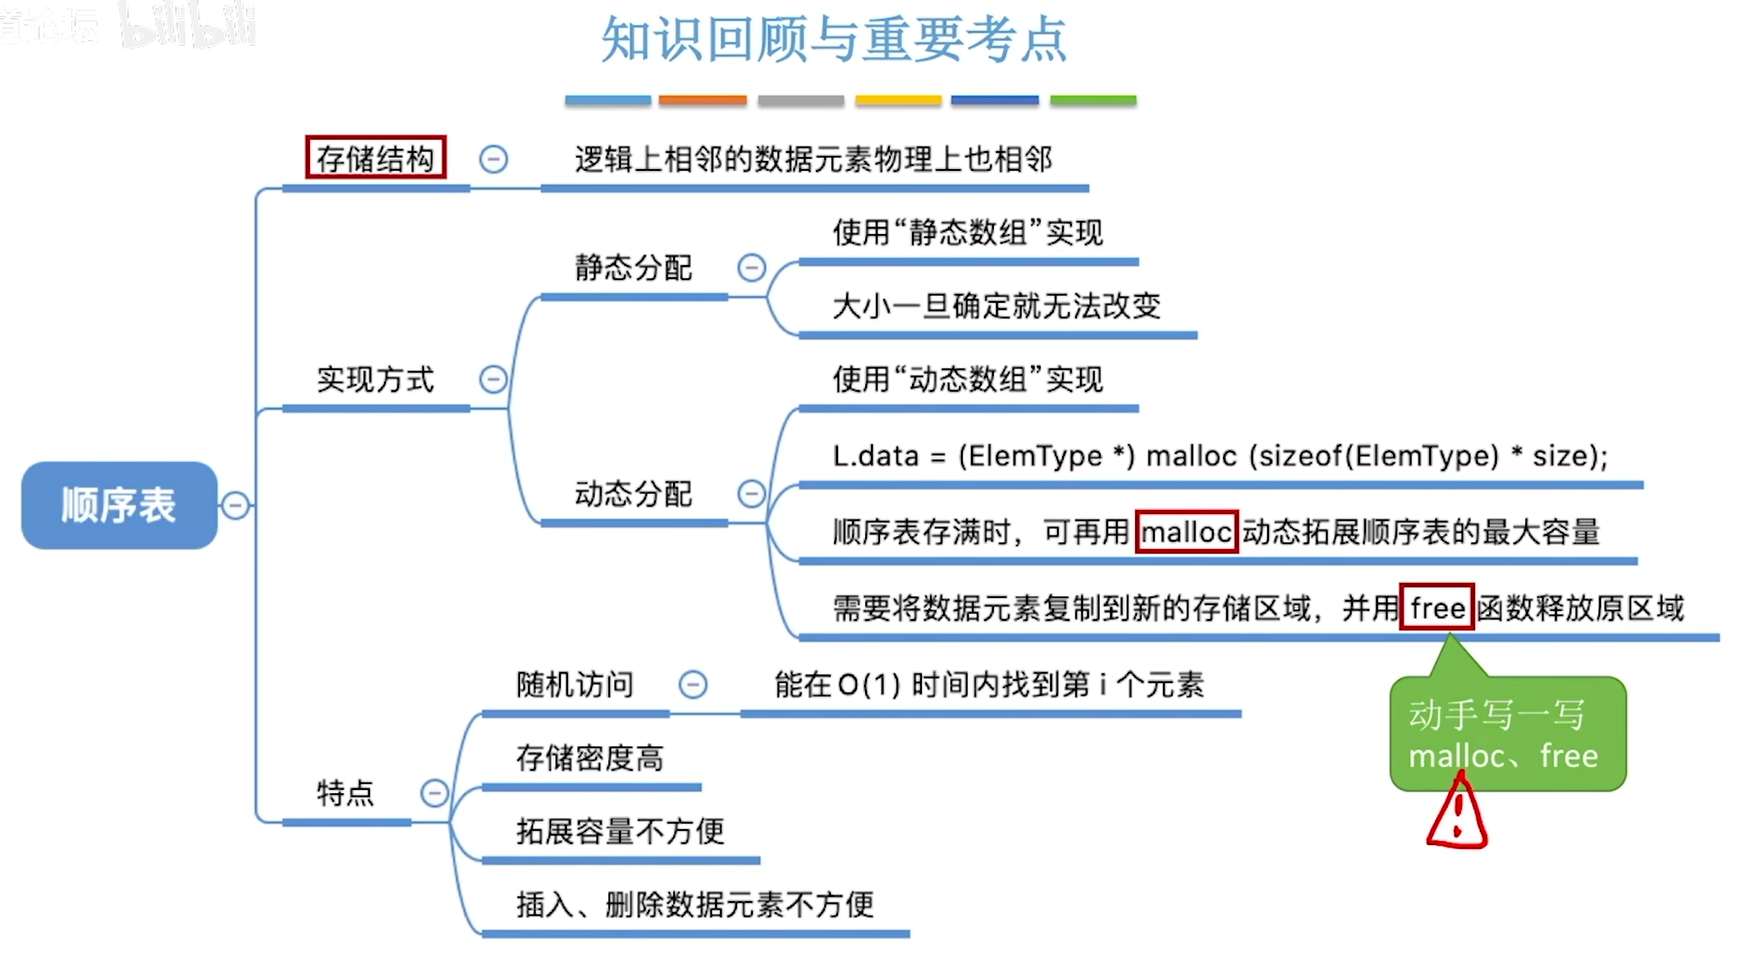 bilibili
知识回顾与重要考点
存储结构
逻辑上相邻的数据元素物理上也相邻
使用“静态数组”实现
静态分配
大小一旦确定就无法改变
实现方式
使用“动态数组”实现
L.data = (ElemType *) malloc (sizeof(ElemType) * size);
动态分配
顺序表存满时，可再用 malloc 动态拓展顺序表的最大容量
需要将数据元素复制到新的存储区域，并用 free 函数释放原区域
顺序表
随机访问
能在 O(1) 时间内找到第 i 个元素
动手写一写
malloc、free
!
存储密度高
特点
拓展容量不方便
插入、删除数据元素不方便